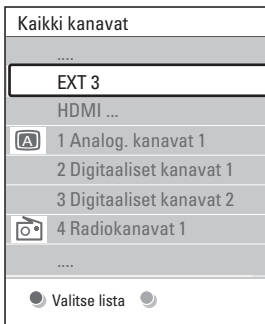 Kaikki kanavat
....
EXT 3
HDMI ...
A 1 Analog. kanavat 1
2 Digitaaliset kanavat 1
3 Digitaaliset kanavat 2
4 Radiokanavat 1
....
Valitse lista